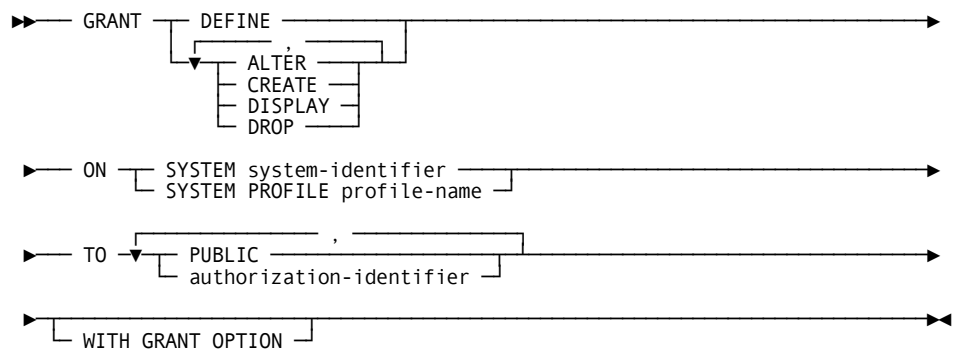 GRANT DEFINE
,
ALTER
CREATE
DISPLAY
DROP
ON SYSTEM system-identifier
SYSTEM PROFILE profile-name
,
TO PUBLIC
authorization-identifier
WITH GRANT OPTION